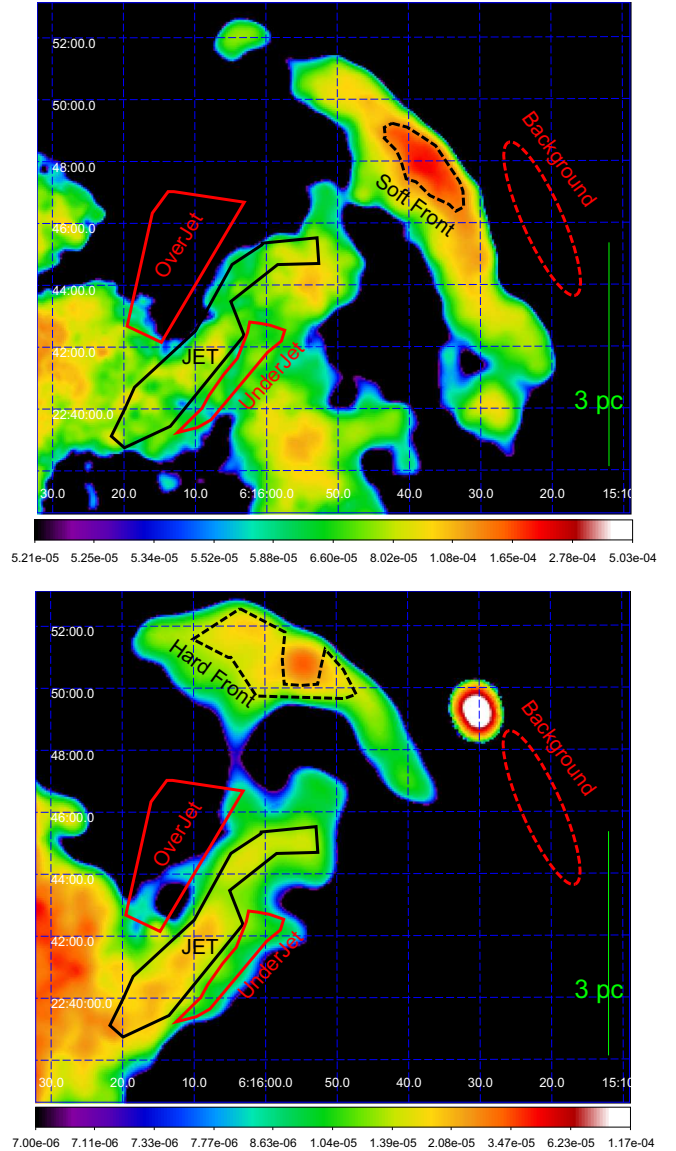 52:00.0
50:00.0
48:00.0
46:00.0
44:00.0
42:00.0
22:40:00.0
Background
Soft Front
OverJet
JET
UnderJet
3 pc
30.0 20.0 10.0 6:16:00.0 50.0 40.0 30.0 20.0 15:10
5.21e-05 5.25e-05 5.34e-05 5.52e-05 5.88e-05 6.60e-05 8.02e-05 1.08e-04 1.65e-04 2.78e-04 5.03e-04
52:00.0
50:00.0
48:00.0
46:00.0
44:00.0
42:00.0
22:40:00.0
Hard Front
Background
OverJet
JET
UnderJet
3 pc
30.0 20.0 10.0 6:16:00.0 50.0 40.0 30.0 20.0 15:10
7.00e-06 7.11e-06 7.33e-06 7.77e-06 8.63e-06 1.04e-05 1.39e-05 2.08e-05 3.47e-05 6.23e-05 1.17e-04